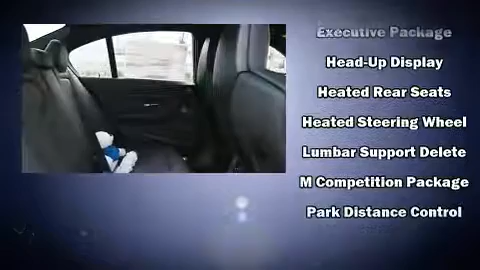 Executive Package
Head-Up Display
Heated Rear Seats
Heated Steering Wheel
Lumbar Support Delete
M Competition Package
Park Distance Control